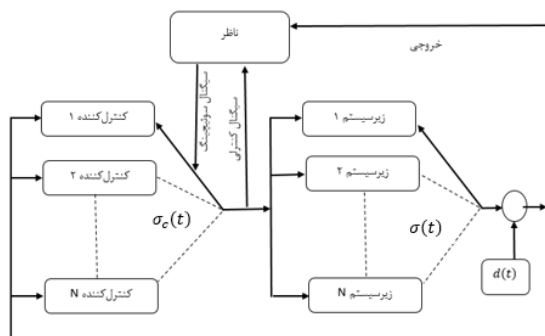 ناظر
خروجی
سیگنال سوئیچینگ
سیگنال کنترلی
کنترل‌کننده ۱
زیرسیستم ۱
کنترل‌کننده ۲
زیرسیستم ۲
σc(t)
σ(t)
کنترل‌کننده N
زیرسیستم N
d(t)